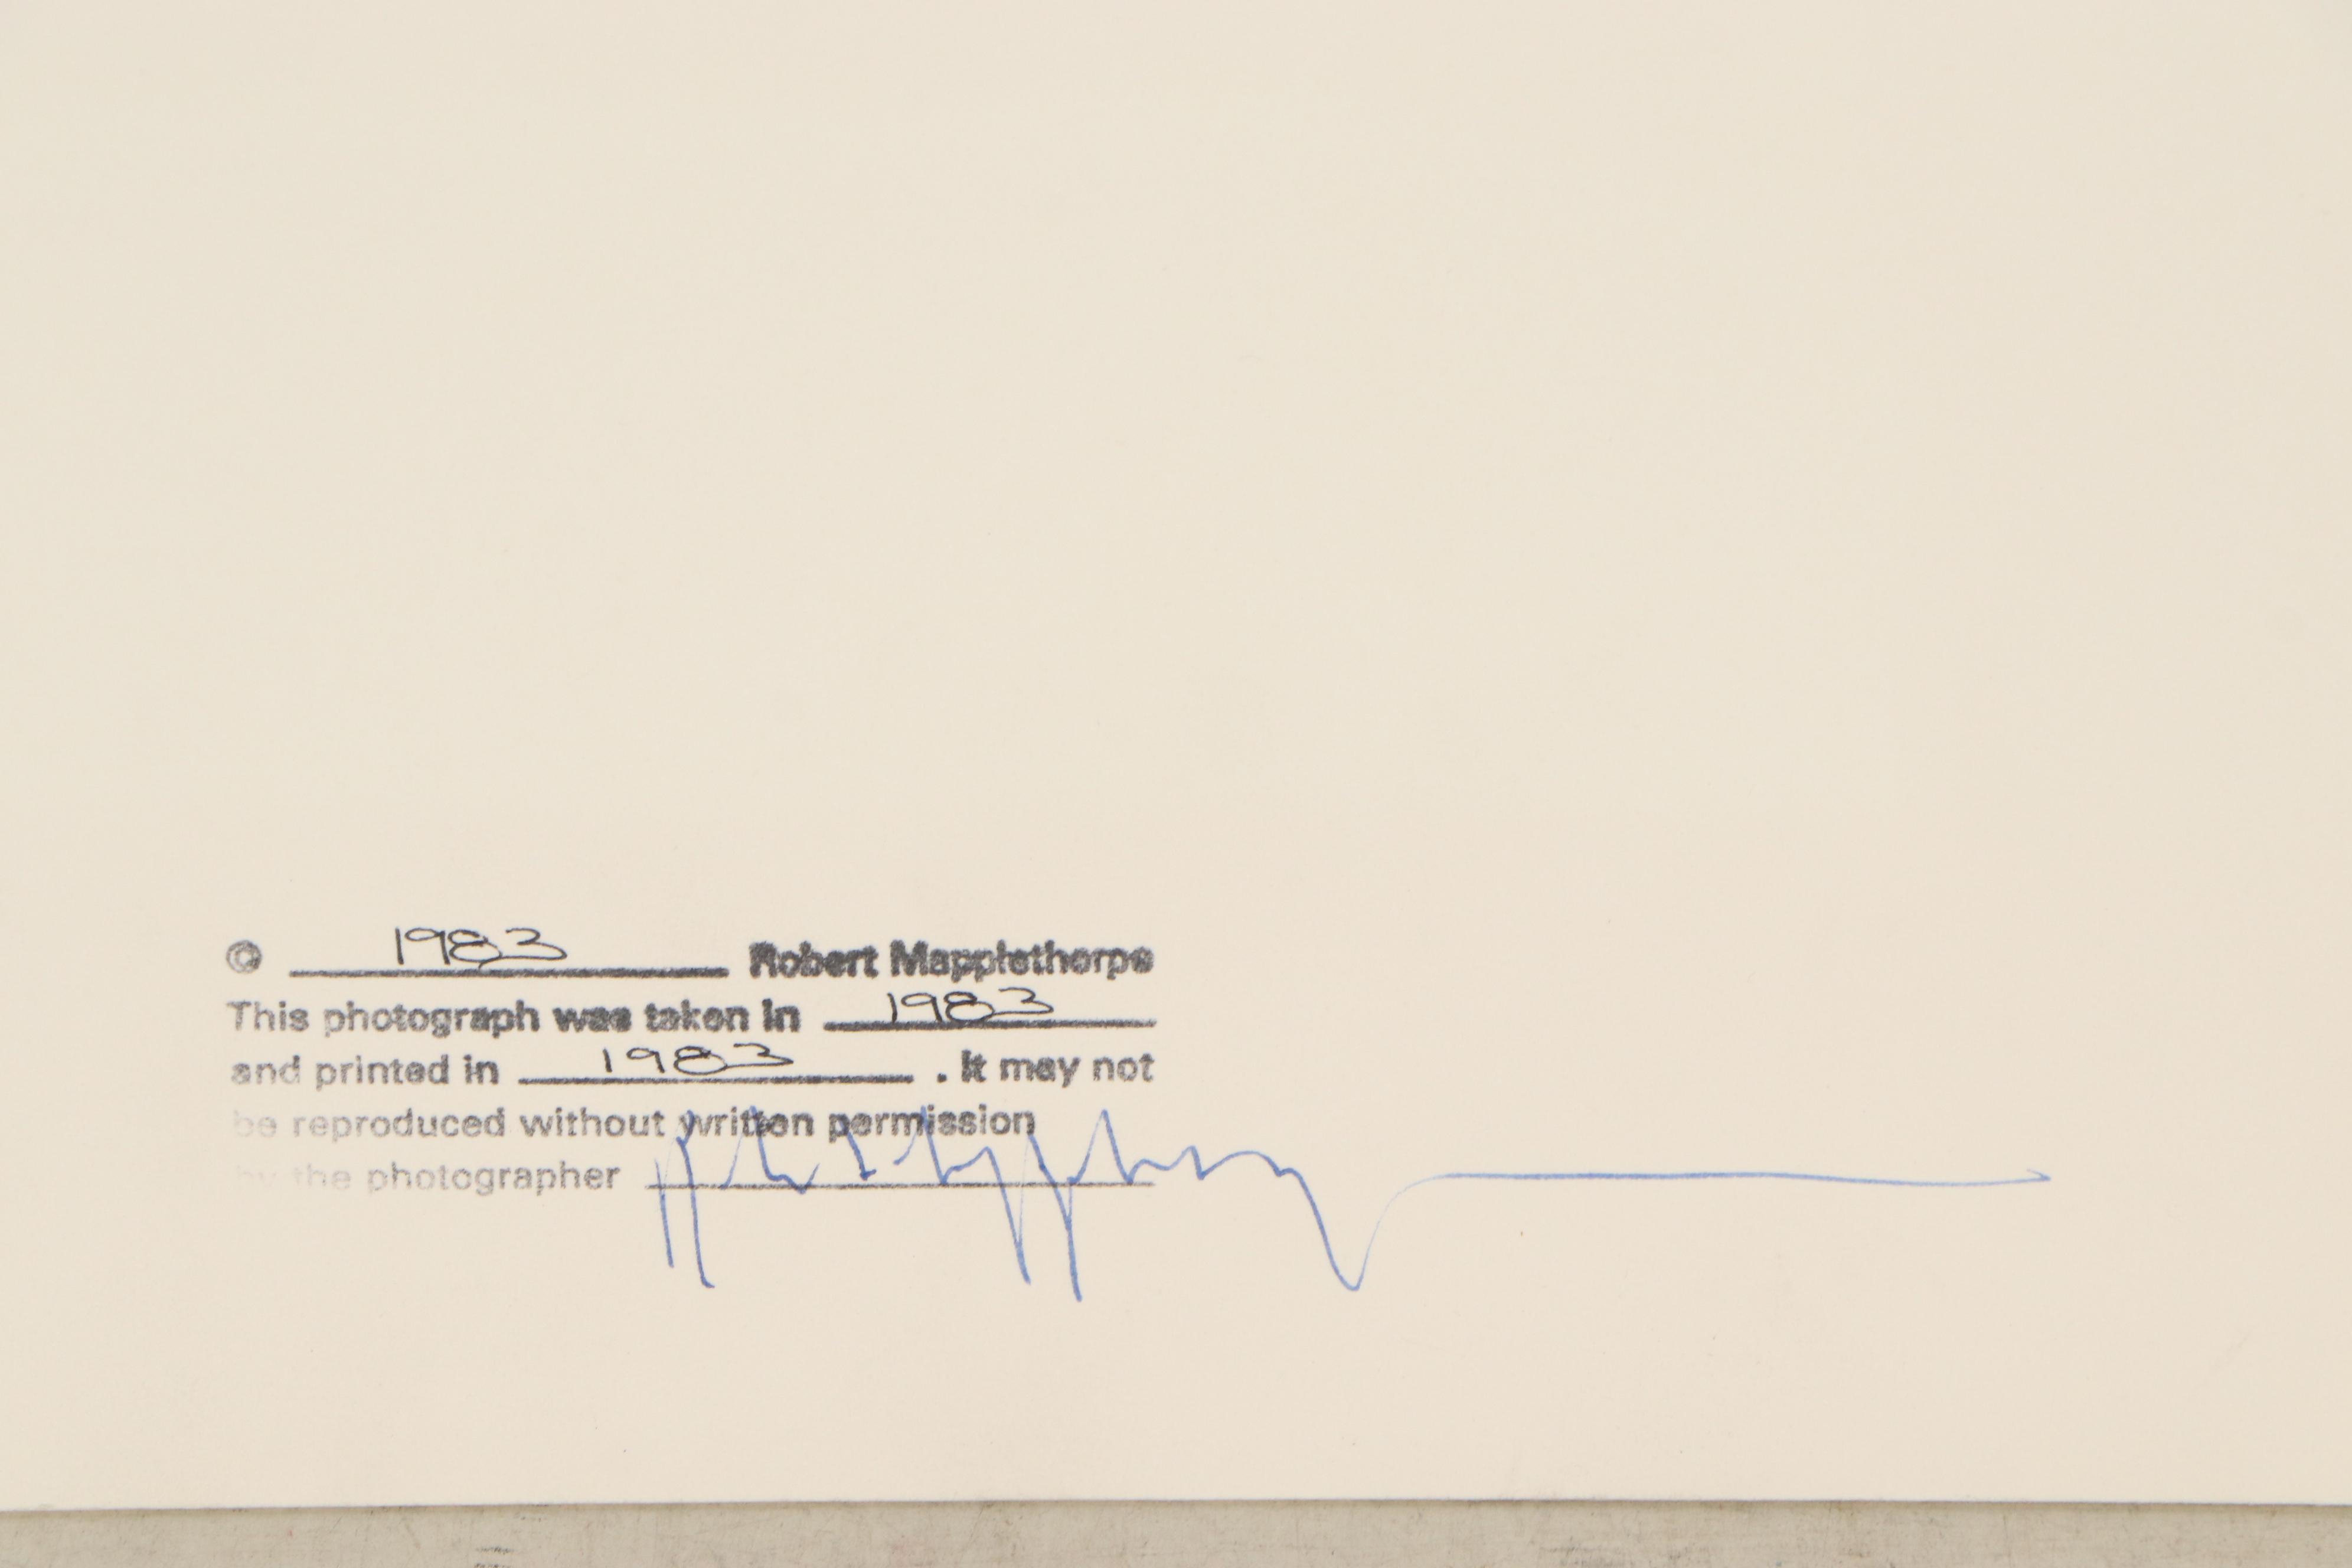 © 1983 Robert Mapplethorpe
This photograph was taken in 1983
and printed in 1983 . It may not
be reproduced without written permission
by the photographer